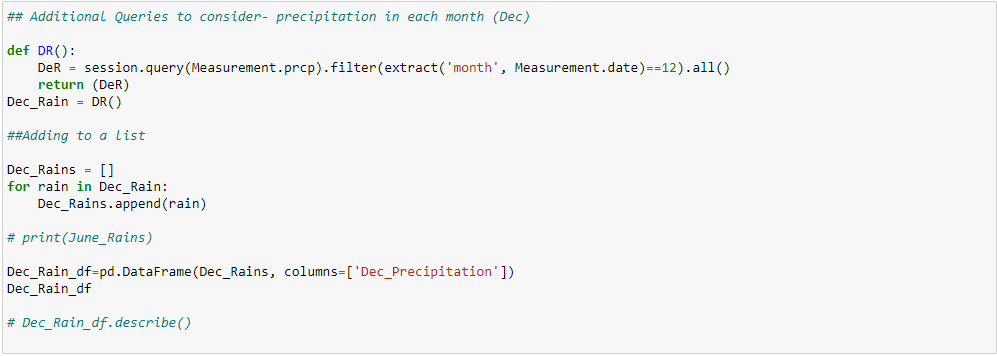 ## Additional Queries to consider- precipitation in each month (Dec)
def DR():
    DeR = session.query(Measurement.prcp).filter(extract('month', Measurement.date)==12).all()
    return (DeR)
Dec_Rain = DR()
##Adding to a list
Dec_Rains = []
for rain in Dec_Rain:
    Dec_Rains.append(rain)
# print(June_Rains)
Dec_Rain_df=pd.DataFrame(Dec_Rains, columns=['Dec_Precipitation'])
Dec_Rain_df
# Dec_Rain_df.describe()